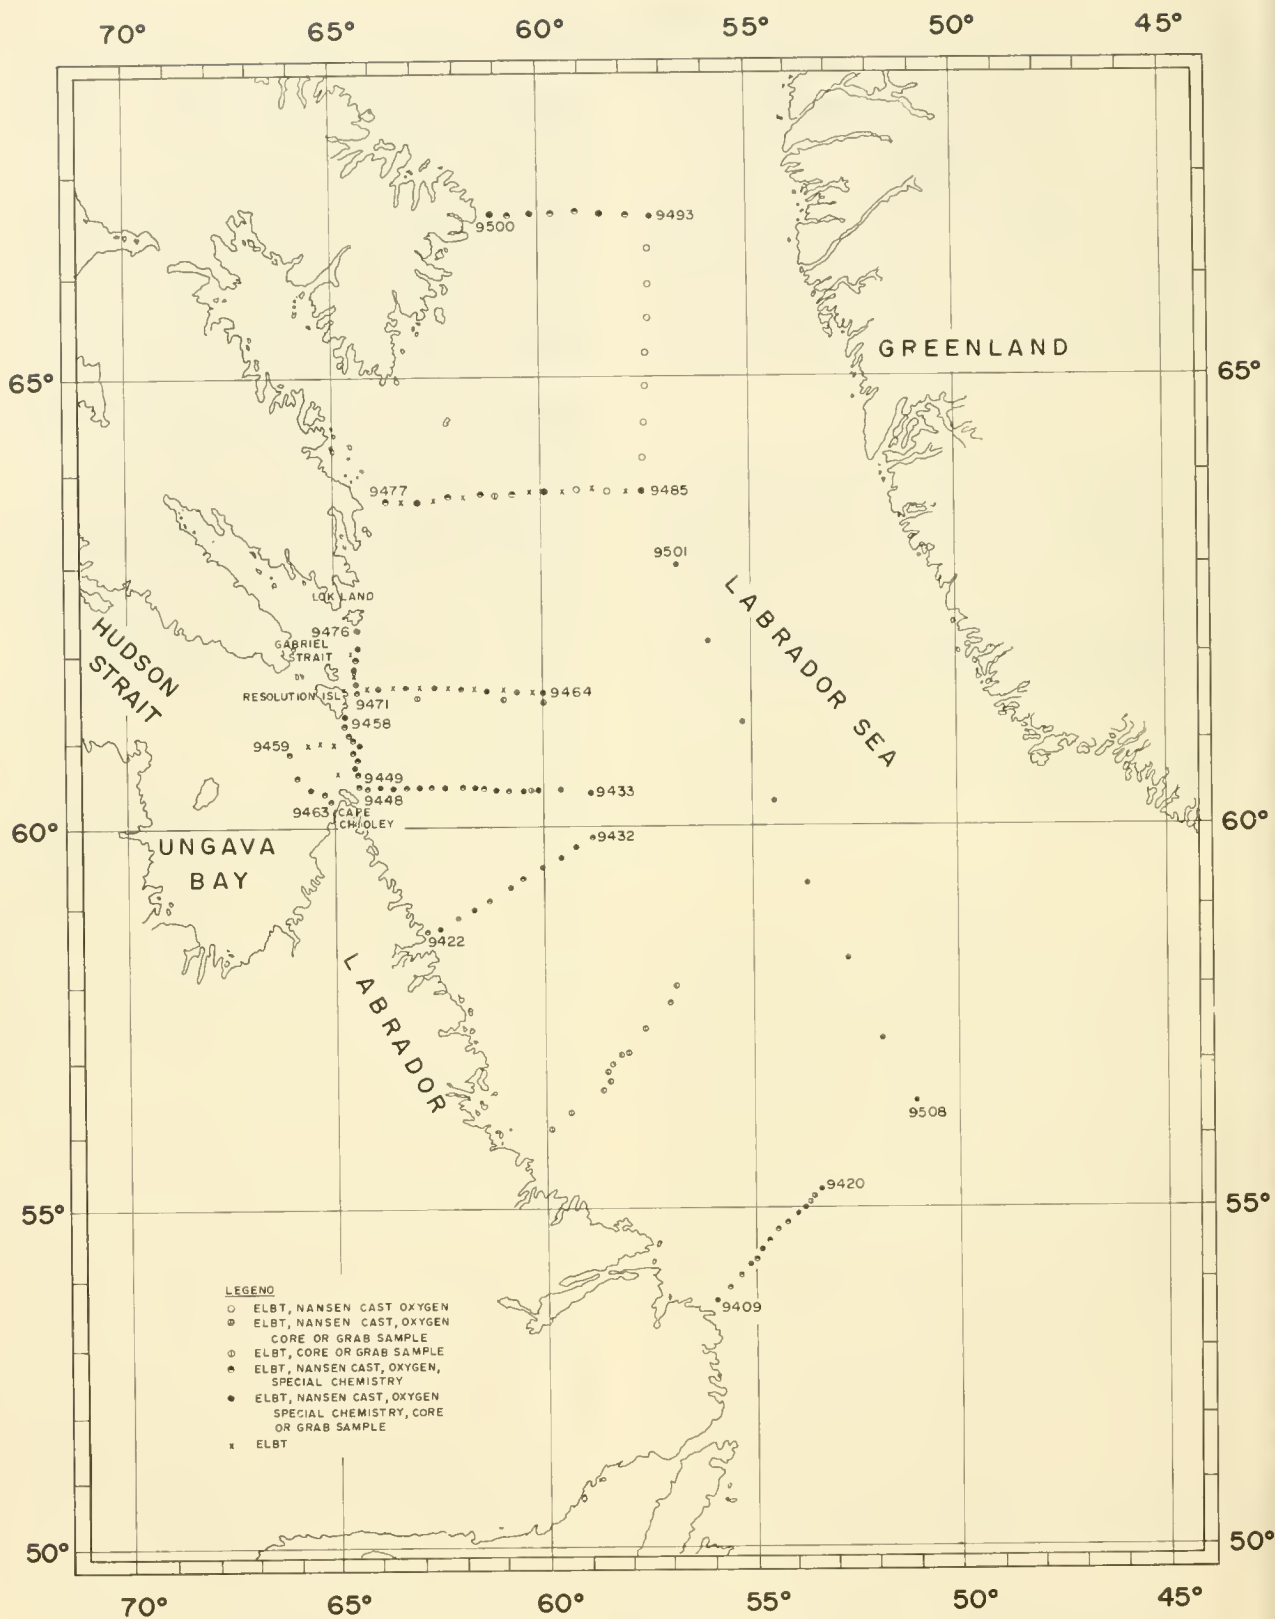 70° 65° 60° 55° 50° 45°
9500
9493
GREENLAND
65°
65°
9477
9485
9501
LOK LAND
LABRADOR SEA
HUDSON
STRAIT
9476
GABRIEL
STRAIT
RESOLUTION ISL.
9464
9471
9458
9459
9449
9433
9448
9463
CAPE
CHIDLEY
60°
60°
9432
UNGAVA
BAY
9422
LABRADOR
9508
9420
55°
55°
9409
LEGEND
ELBT, NANSEN CAST OXYGEN
ELBT, NANSEN CAST, OXYGEN
CORE OR GRAB SAMPLE
ELBT, CORE OR GRAB SAMPLE
ELBT, NANSEN CAST, OXYGEN,
SPECIAL CHEMISTRY
ELBT, NANSEN CAST, OXYGEN
SPECIAL CHEMISTRY, CORE
OR GRAB SAMPLE
x ELBT
50°
50°
70° 65° 60° 55° 50° 45°